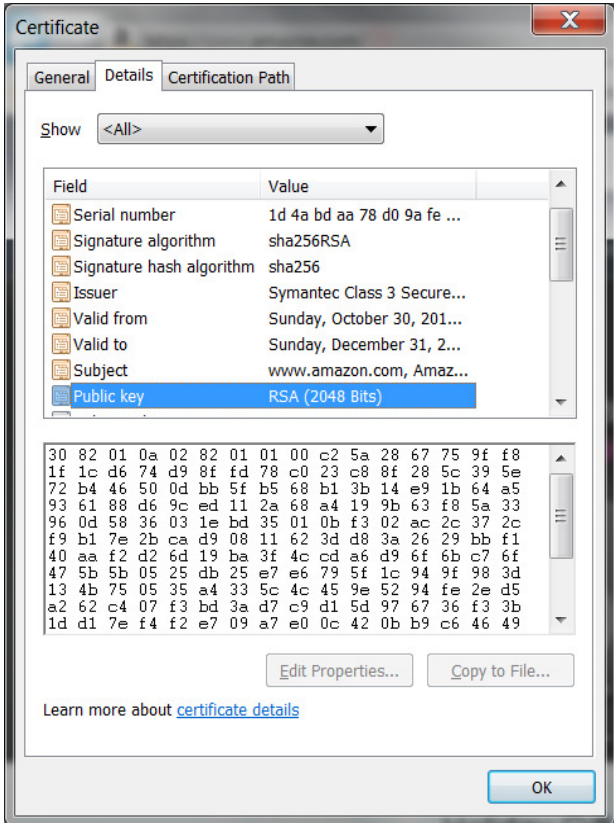 Certificate
General Details Certification Path
Show <All>
Field Value
Serial number 1d 4a bd aa 78 d0 9a fe ...
Signature algorithm sha256RSA
Signature hash algorithm sha256
Issuer Symantec Class 3 Secure...
Valid from Sunday, October 30, 201...
Valid to Sunday, December 31, 2...
Subject www.amazon.com, Amaz...
Public key RSA (2048 Bits)
30 82 01 0a 02 82 01 01 00 c2 5a 28 67 75 9f f8
1f 1c d6 74 d9 8f fd 78 c0 23 c8 8f 28 5c 39 5e
72 b4 46 50 0d bb 5f b5 68 b1 3b 14 e9 1b 64 a5
93 61 88 d6 9c ed 11 2a 68 a4 19 9b 63 f8 5a 33
96 0d 58 36 03 1e bd 35 01 0b f3 02 ac 2c 37 2c
f9 b1 7e 2b ca d9 08 11 62 3d d8 3a 26 29 bb f1
40 aa f2 d2 6d 19 ba 3f 4c cd a6 d9 6f 6b c7 6f
47 5b 5b 05 25 db 25 e7 e6 79 5f 1c 94 9f 98 3d
13 4b 75 05 35 a4 33 5c 4c 45 9e 52 94 fe 2e d5
a2 62 c4 07 f3 bd 3a d7 c9 d1 5d 97 67 36 f3 3b
1d d1 7e f4 f2 e7 09 a7 e0 0c 42 0b b9 c6 46 49
Edit Properties... Copy to File...
Learn more about certificate details
OK